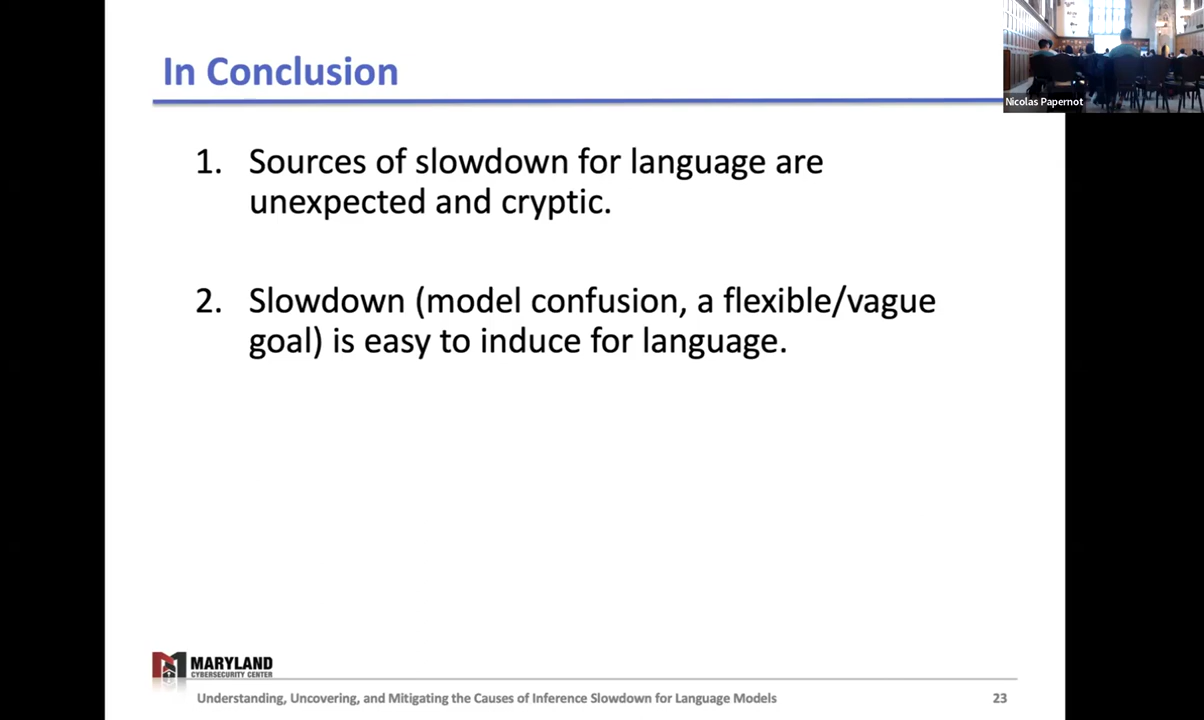 In Conclusion
Nicolas Papernot
1. Sources of slowdown for language are
unexpected and cryptic.
2. Slowdown (model confusion, a flexible/vague
goal) is easy to induce for language.
MARYLAND
CYBERSECURITY CENTER
Understanding, Uncovering, and Mitigating the Causes of Inference Slowdown for Language Models
23